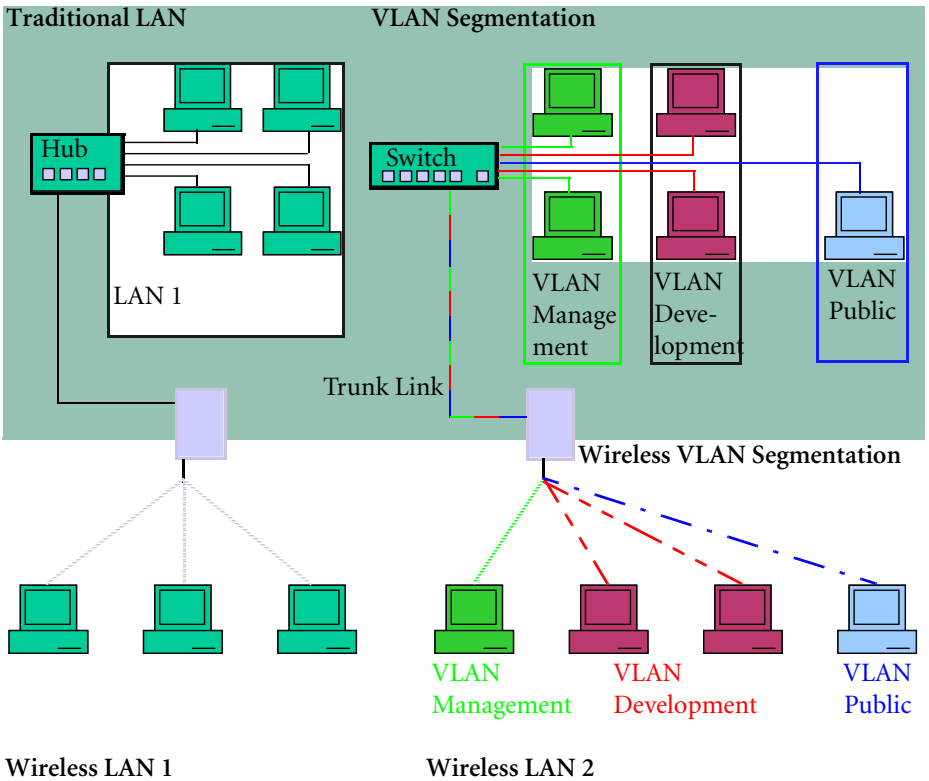 Traditional LAN
VLAN Segmentation
Hub
Switch
LAN 1
VLAN
Manage
ment
VLAN
Deve-
lopment
VLAN
Public
Trunk Link
Wireless VLAN Segmentation
VLAN
Management
VLAN
Development
VLAN
Public
Wireless LAN 1
Wireless LAN 2